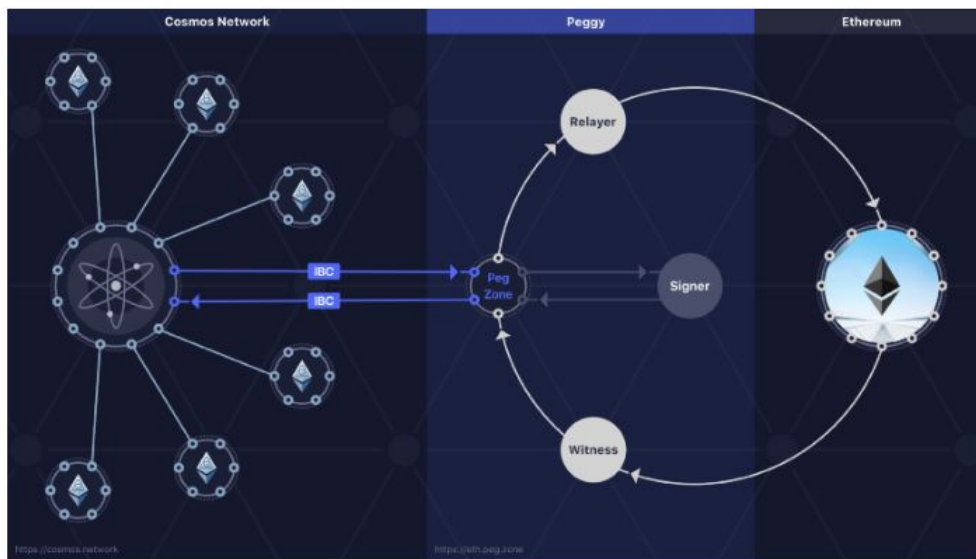 Cosmos Network
Peggy
Ethereum
Relayer
IBC
IBC
Peg
Zone
Signer
Witness
https://cosmos.network
https://eth.peg.zone